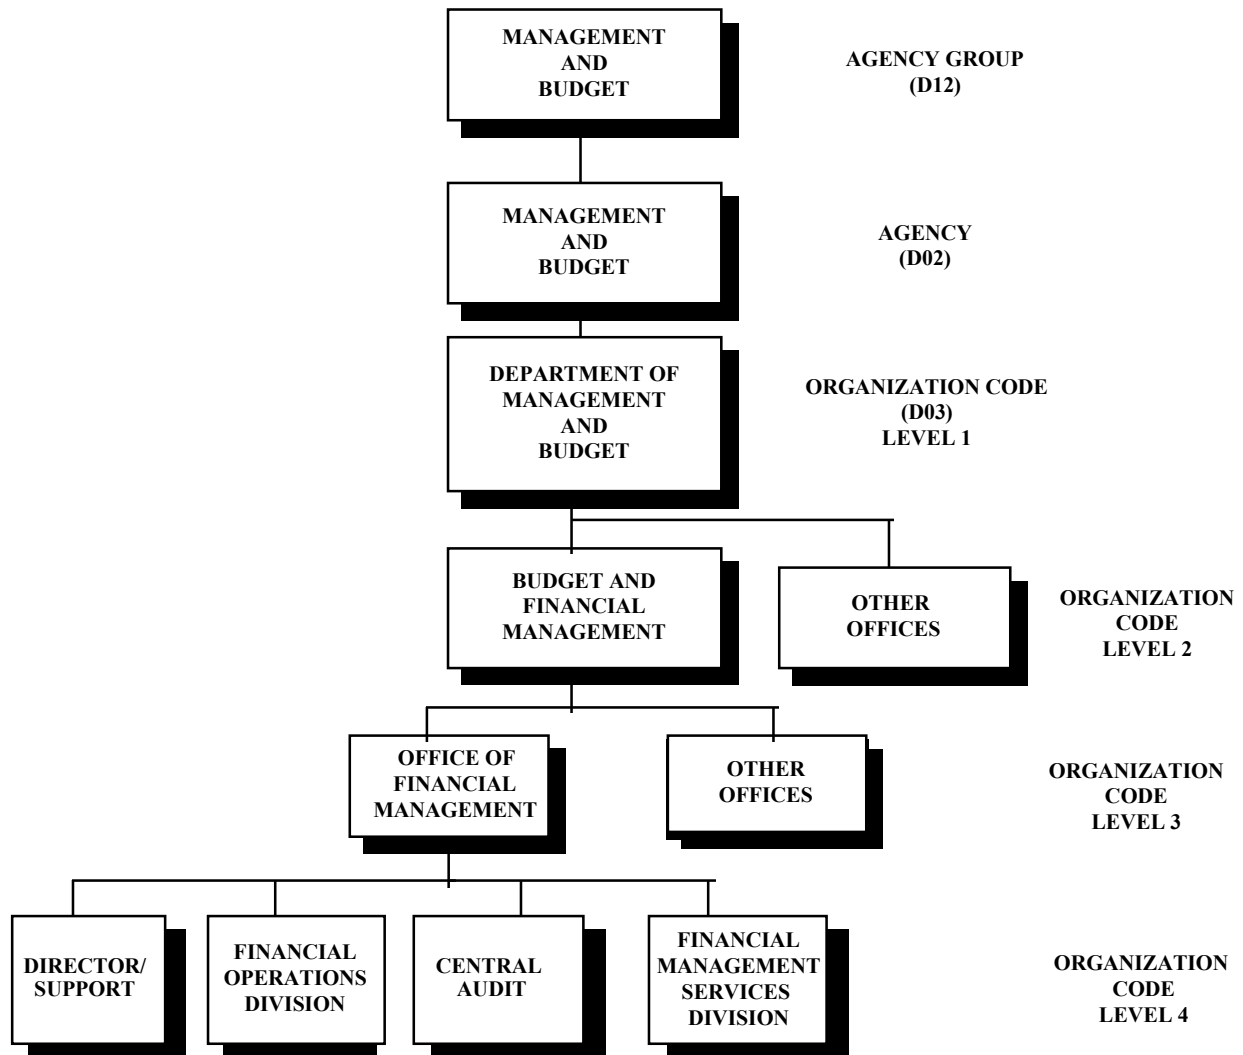 MANAGEMENT
AND
BUDGET
AGENCY GROUP
(D12)
MANAGEMENT
AND
BUDGET
AGENCY
(D02)
DEPARTMENT OF
MANAGEMENT
AND
BUDGET
ORGANIZATION CODE
(D03)
LEVEL 1
BUDGET AND
FINANCIAL
MANAGEMENT
OTHER
OFFICES
ORGANIZATION
CODE
LEVEL 2
OFFICE OF
FINANCIAL
MANAGEMENT
OTHER
OFFICES
ORGANIZATION
CODE
LEVEL 3
DIRECTOR/
SUPPORT
FINANCIAL
OPERATIONS
DIVISION
CENTRAL
AUDIT
FINANCIAL
MANAGEMENT
SERVICES
DIVISION
ORGANIZATION
CODE
LEVEL 4